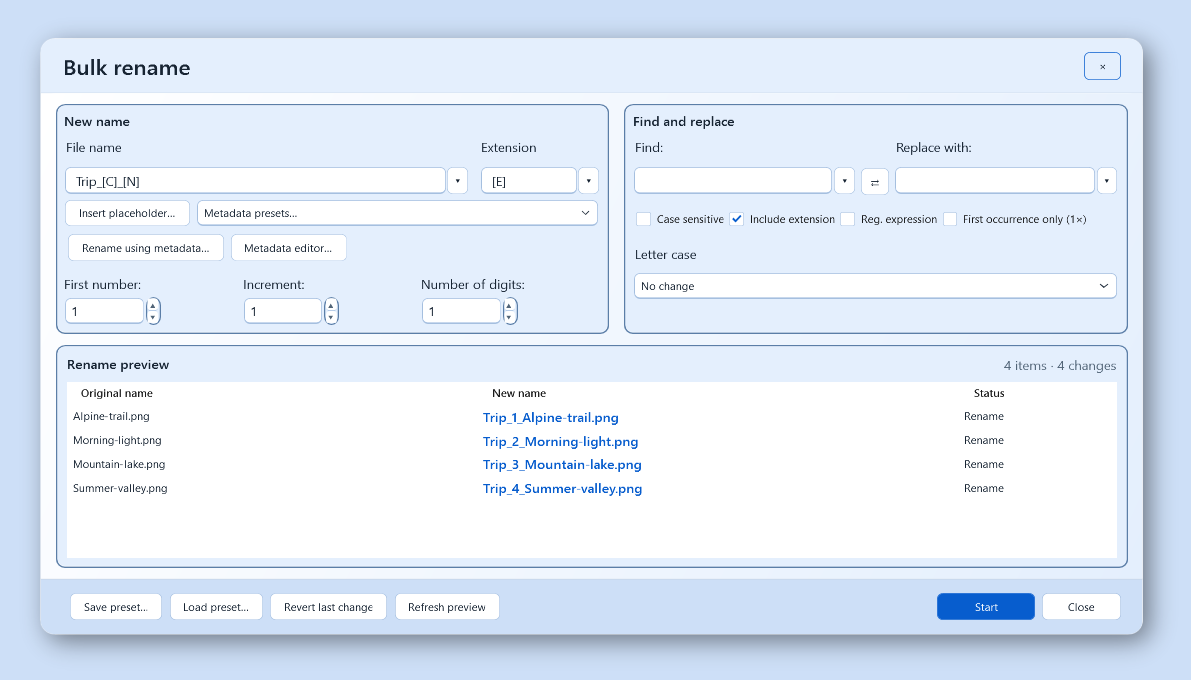 Bulk rename
×
New name
File name
Extension
Trip_[C]_[N]
[E]
Insert placeholder...
Metadata presets...
Rename using metadata...
Metadata editor...
First number:
Increment:
Number of digits:
1
1
1
Find and replace
Find:
Replace with:
⇄
Case sensitive
Include extension
Reg. expression
First occurrence only (1×)
Letter case
No change
Rename preview
4 items · 4 changes
Original name New name Status
Alpine-trail.png Trip_1_Alpine-trail.png Rename
Morning-light.png Trip_2_Morning-light.png Rename
Mountain-lake.png Trip_3_Mountain-lake.png Rename
Summer-valley.png Trip_4_Summer-valley.png Rename
Save preset...
Load preset...
Revert last change
Refresh preview
Start
Close